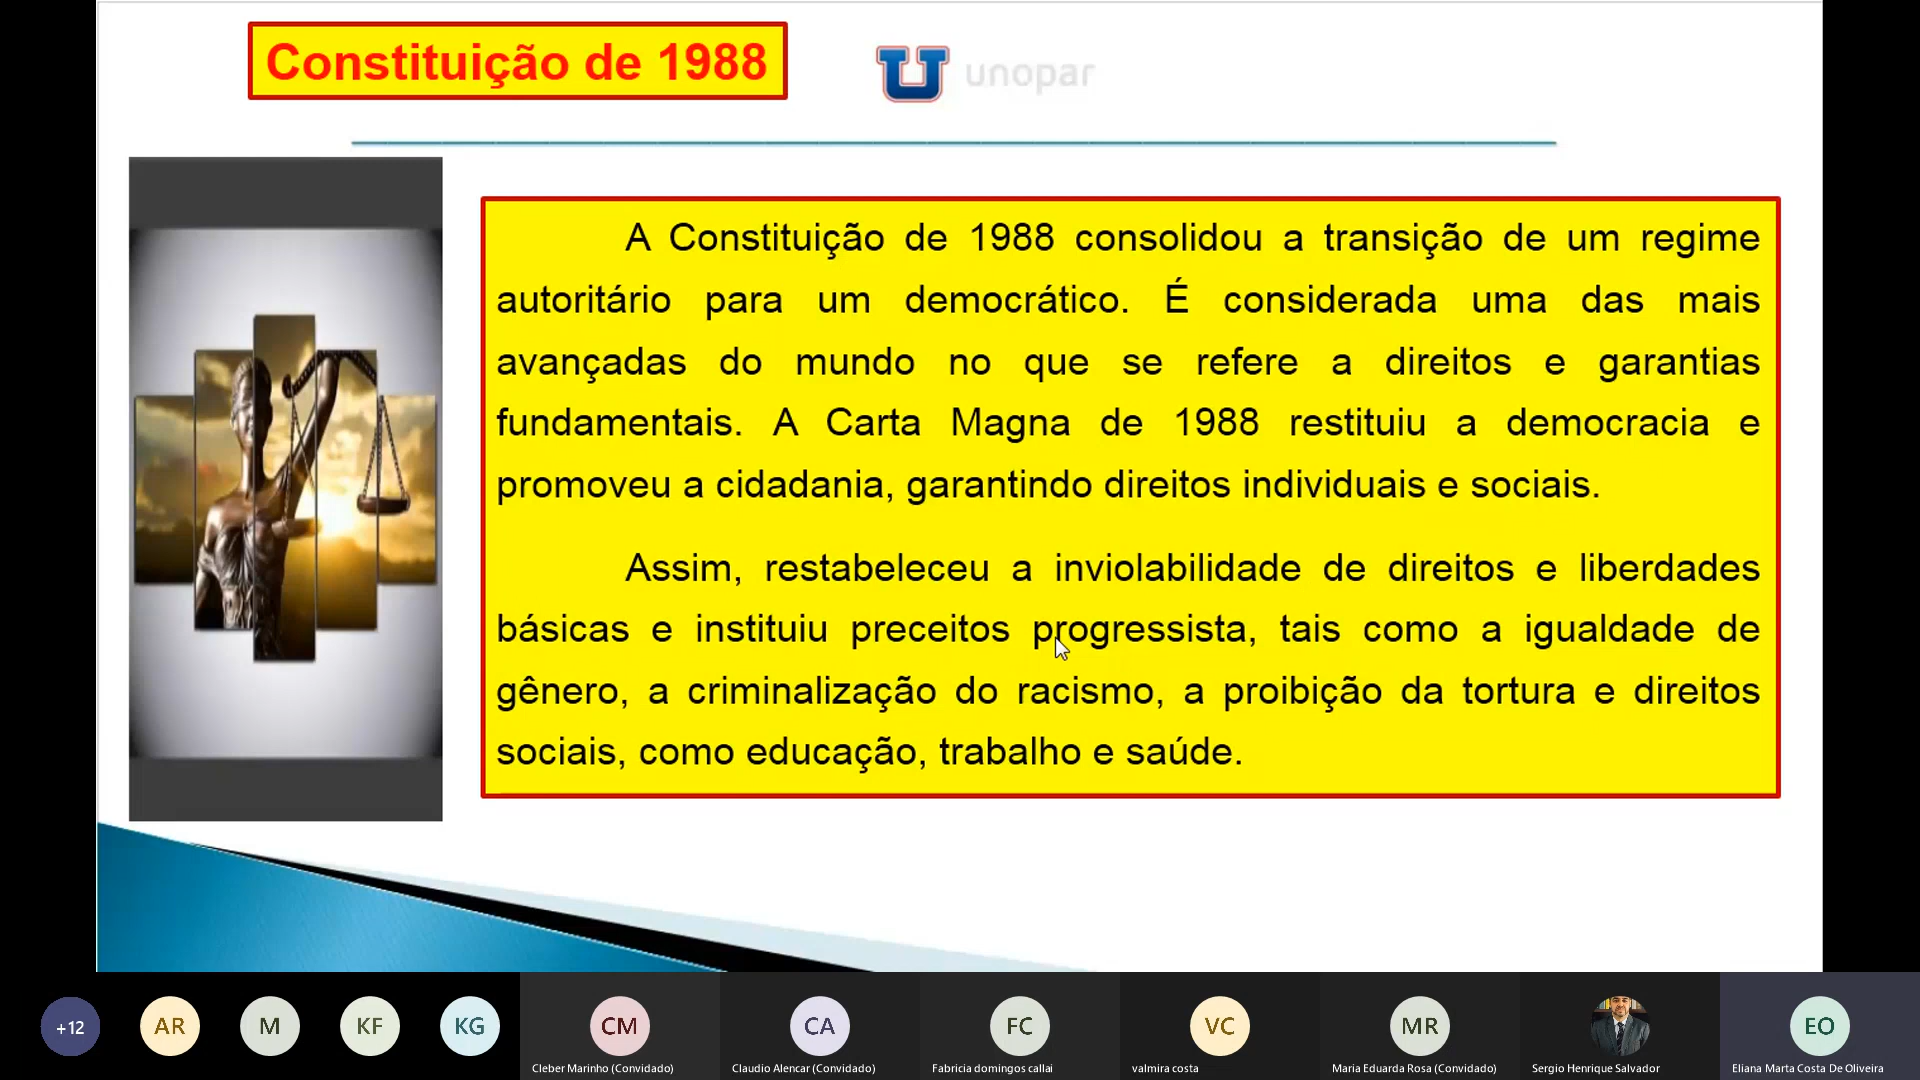 Constituição de 1988
unopar
A Constituição de 1988 consolidou a transição de um regime
autoritário para um democrático. É considerada uma das mais
avançadas do mundo no que se refere a direitos e garantias
fundamentais. A Carta Magna de 1988 restituiu a democracia e
promoveu a cidadania, garantindo direitos individuais e sociais.
Assim, restabeleceu a inviolabilidade de direitos e liberdades
básicas e instituiu preceitos progressista, tais como a igualdade de
gênero, a criminalização do racismo, a proibição da tortura e direitos
sociais, como educação, trabalho e saúde.
+12
AR
M
KF
KG
CM
CA
FC
VC
MR
EO
Cleber Marinho (Convidado)
Claudio Alencar (Convidado)
Fabricia domingos callai
valmira costa
Maria Eduarda Rosa (Convidado)
Sergio Henrique Salvador
Eliana Marta Costa De Oliveira